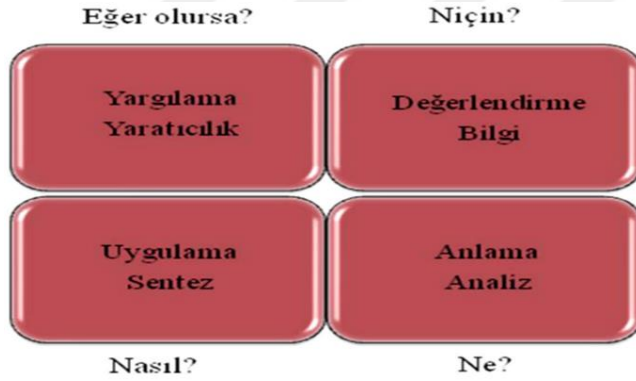 Eğer olursa?
Niçin?
Yargılama
Yaratıcılık
Değerlendirme
Bilgi
Uygulama
Sentez
Anlama
Analiz
Nasıl?
Ne?